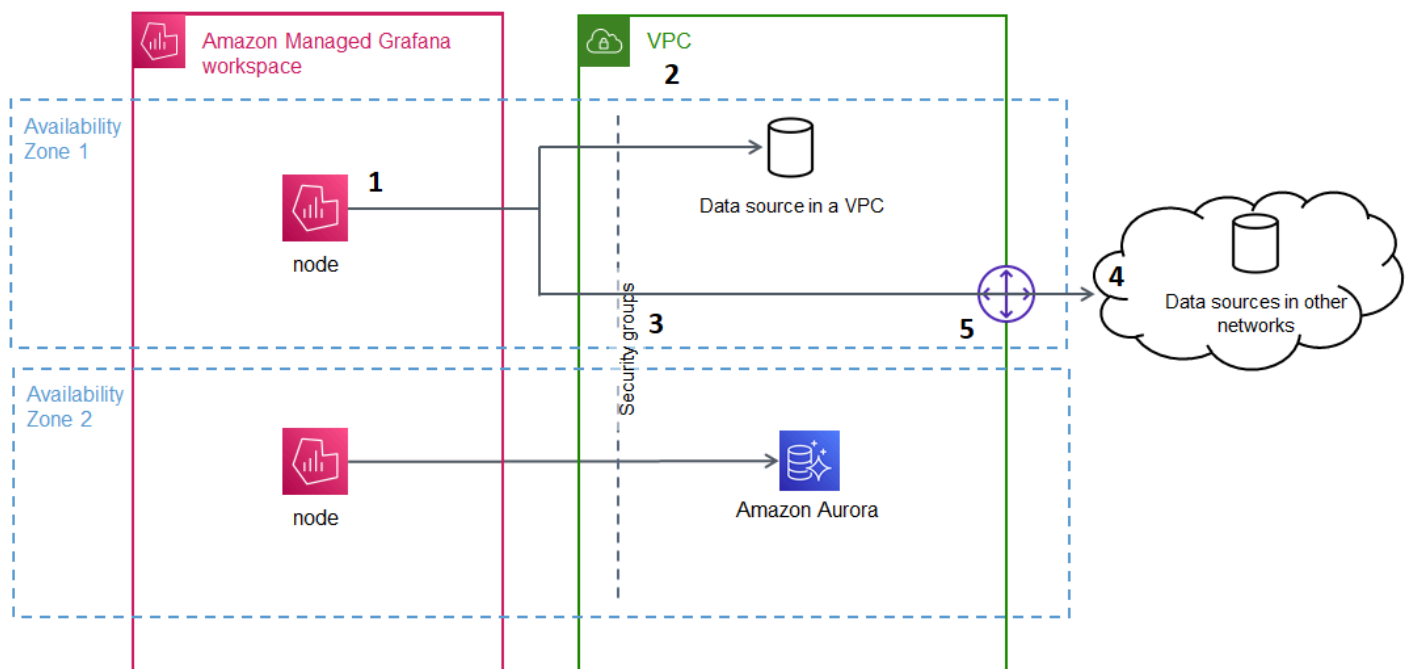 Amazon Managed Grafana
workspace
VPC
2
Availability
Zone 1
1
node
Data source in a VPC
Security groups
3
5
4
Data sources in other
networks
Availability
Zone 2
node
Amazon Aurora